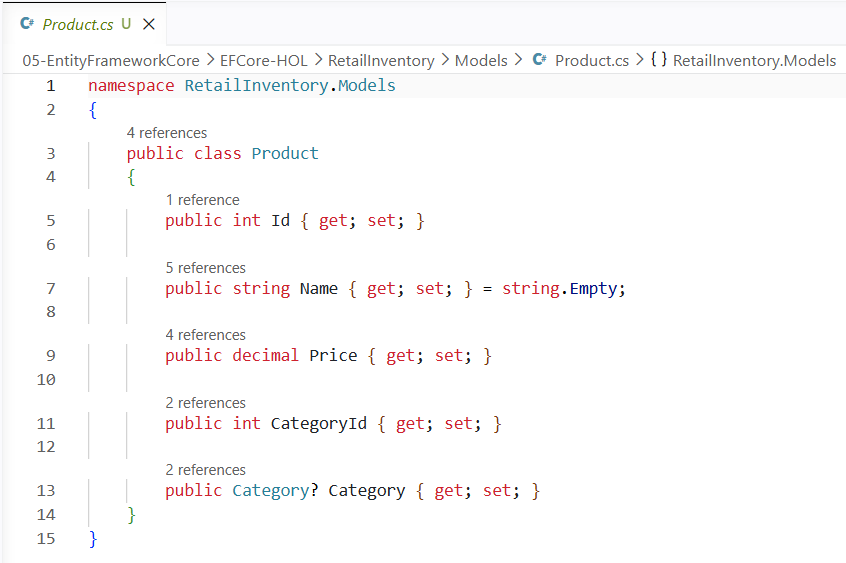 C# Product.cs U ×
05-EntityFrameworkCore > EFCore-HOL > RetailInventory > Models > C# Product.cs > {} RetailInventory.Models
1 namespace RetailInventory.Models
2 {
4 references
3 public class Product
4 {
1 reference
5 public int Id { get; set; }
6
5 references
7 public string Name { get; set; } = string.Empty;
8
4 references
9 public decimal Price { get; set; }
10
2 references
11 public int CategoryId { get; set; }
12
2 references
13 public Category? Category { get; set; }
14 }
15 }